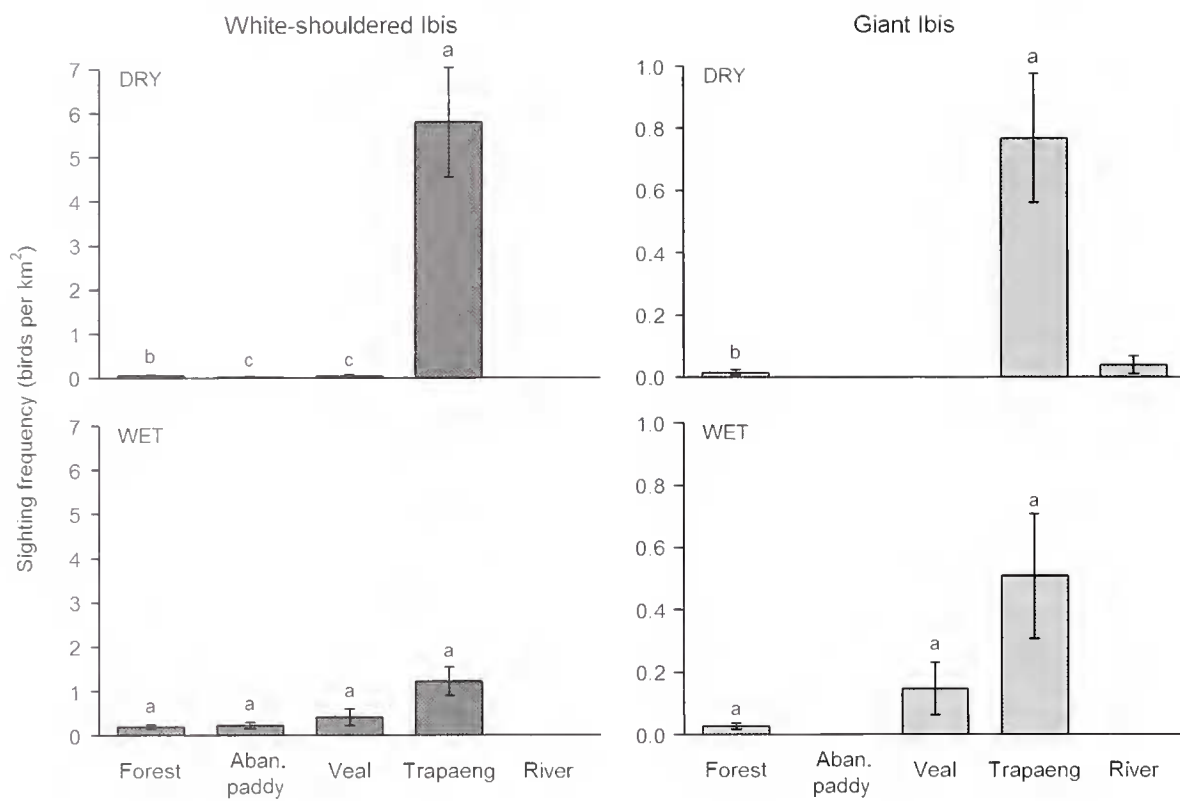 White-shouldered Ibis
Giant Ibis
Sighting frequency (birds per km²)
DRY
7
6
5
4
3
2
1
0
b
c
c
a
DRY
1.0
0.8
0.6
0.4
0.2
0.0
b
a
WET
7
6
5
4
3
2
1
0
a
a
a
a
Forest
Aban.
paddy
Veal
Trapaeng
River
WET
1.0
0.8
0.6
0.4
0.2
0.0
a
a
a
Forest
Aban.
paddy
Veal
Trapaeng
River